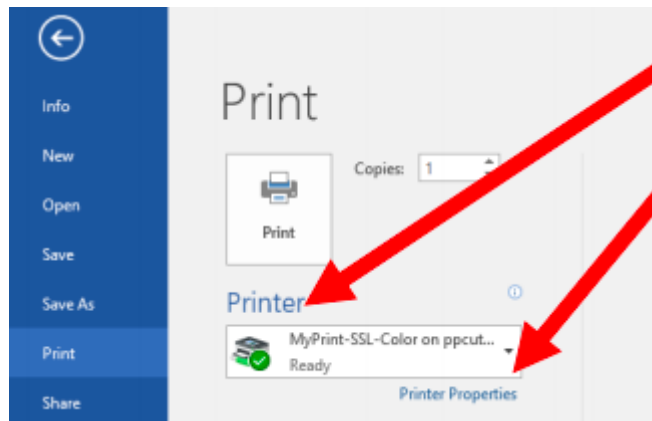 Info
New
Open
Save
Save As
Print
Share
Print
Copies: 1
Print
Printer
MyPrint-SSL-Color on ppcut...
Ready
Printer Properties